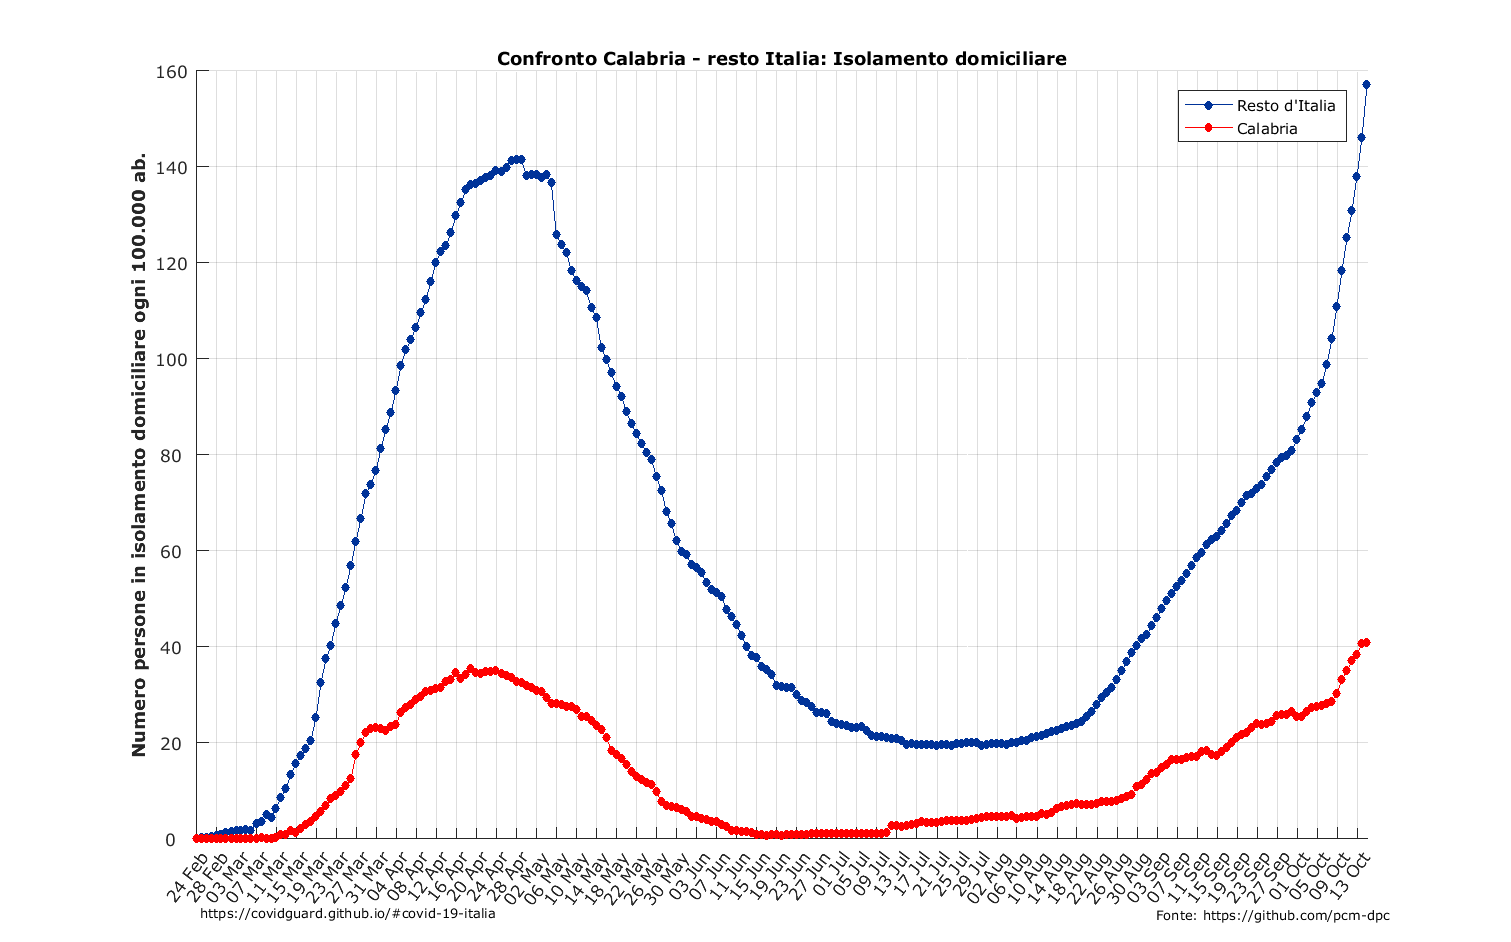 Confronto Calabria - resto Italia: Isolamento domiciliare
Numero persone in isolamento domiciliare ogni 100.000 ab.
160
140
120
100
80
60
40
20
0
Resto d'Italia
Calabria
24 Feb
28 Feb
03 Mar
07 Mar
11 Mar
15 Mar
19 Mar
23 Mar
27 Mar
31 Mar
04 Apr
08 Apr
12 Apr
16 Apr
20 Apr
24 Apr
28 Apr
02 May
06 May
10 May
14 May
18 May
22 May
26 May
30 May
03 Jun
07 Jun
11 Jun
15 Jun
19 Jun
23 Jun
27 Jun
01 Jul
05 Jul
09 Jul
13 Jul
17 Jul
21 Jul
25 Jul
29 Jul
02 Aug
06 Aug
10 Aug
14 Aug
18 Aug
22 Aug
26 Aug
30 Aug
03 Sep
07 Sep
11 Sep
15 Sep
19 Sep
23 Sep
27 Sep
01 Oct
05 Oct
09 Oct
13 Oct
https://covidguard.github.io/#covid-19-italia
Fonte: https://github.com/pcm-dpc